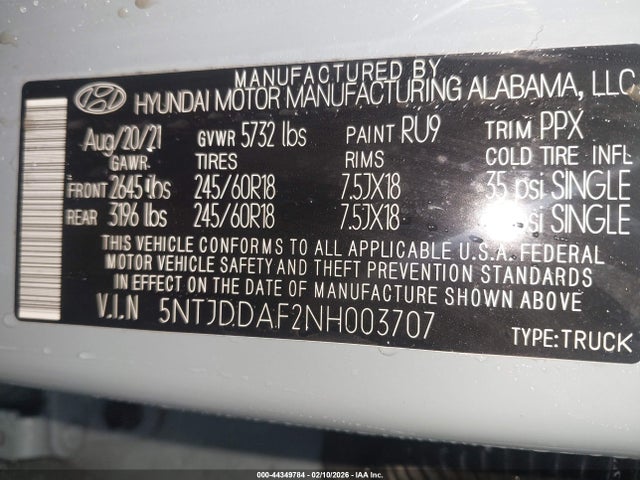 MANUFACTURED BY
HYUNDAI MOTOR MANUFACTURING ALABAMA, LLC
Aug/20/21 GVWR 5732 lbs PAINT RU9 TRIM PPX
GAWR. TIRES RIMS COLD TIRE INFL
FRONT 2645 lbs 245/60R18 7.5JX18 35 psi SINGLE
REAR 3196 lbs 245/60R18 7.5JX18 psi SINGLE
THIS VEHICLE CONFORMS TO ALL APPLICABLE U.S.A. FEDERAL
MOTOR VEHICLE SAFETY AND THEFT PREVENTION STANDARDS
IN EFFECT ON THE DATE OF MANUFACTURE SHOWN ABOVE
V.I.N 5NTJDDAF2NH003707
TYPE:TRUCK
000-44349784 - 02/10/2026 - IAA Inc.